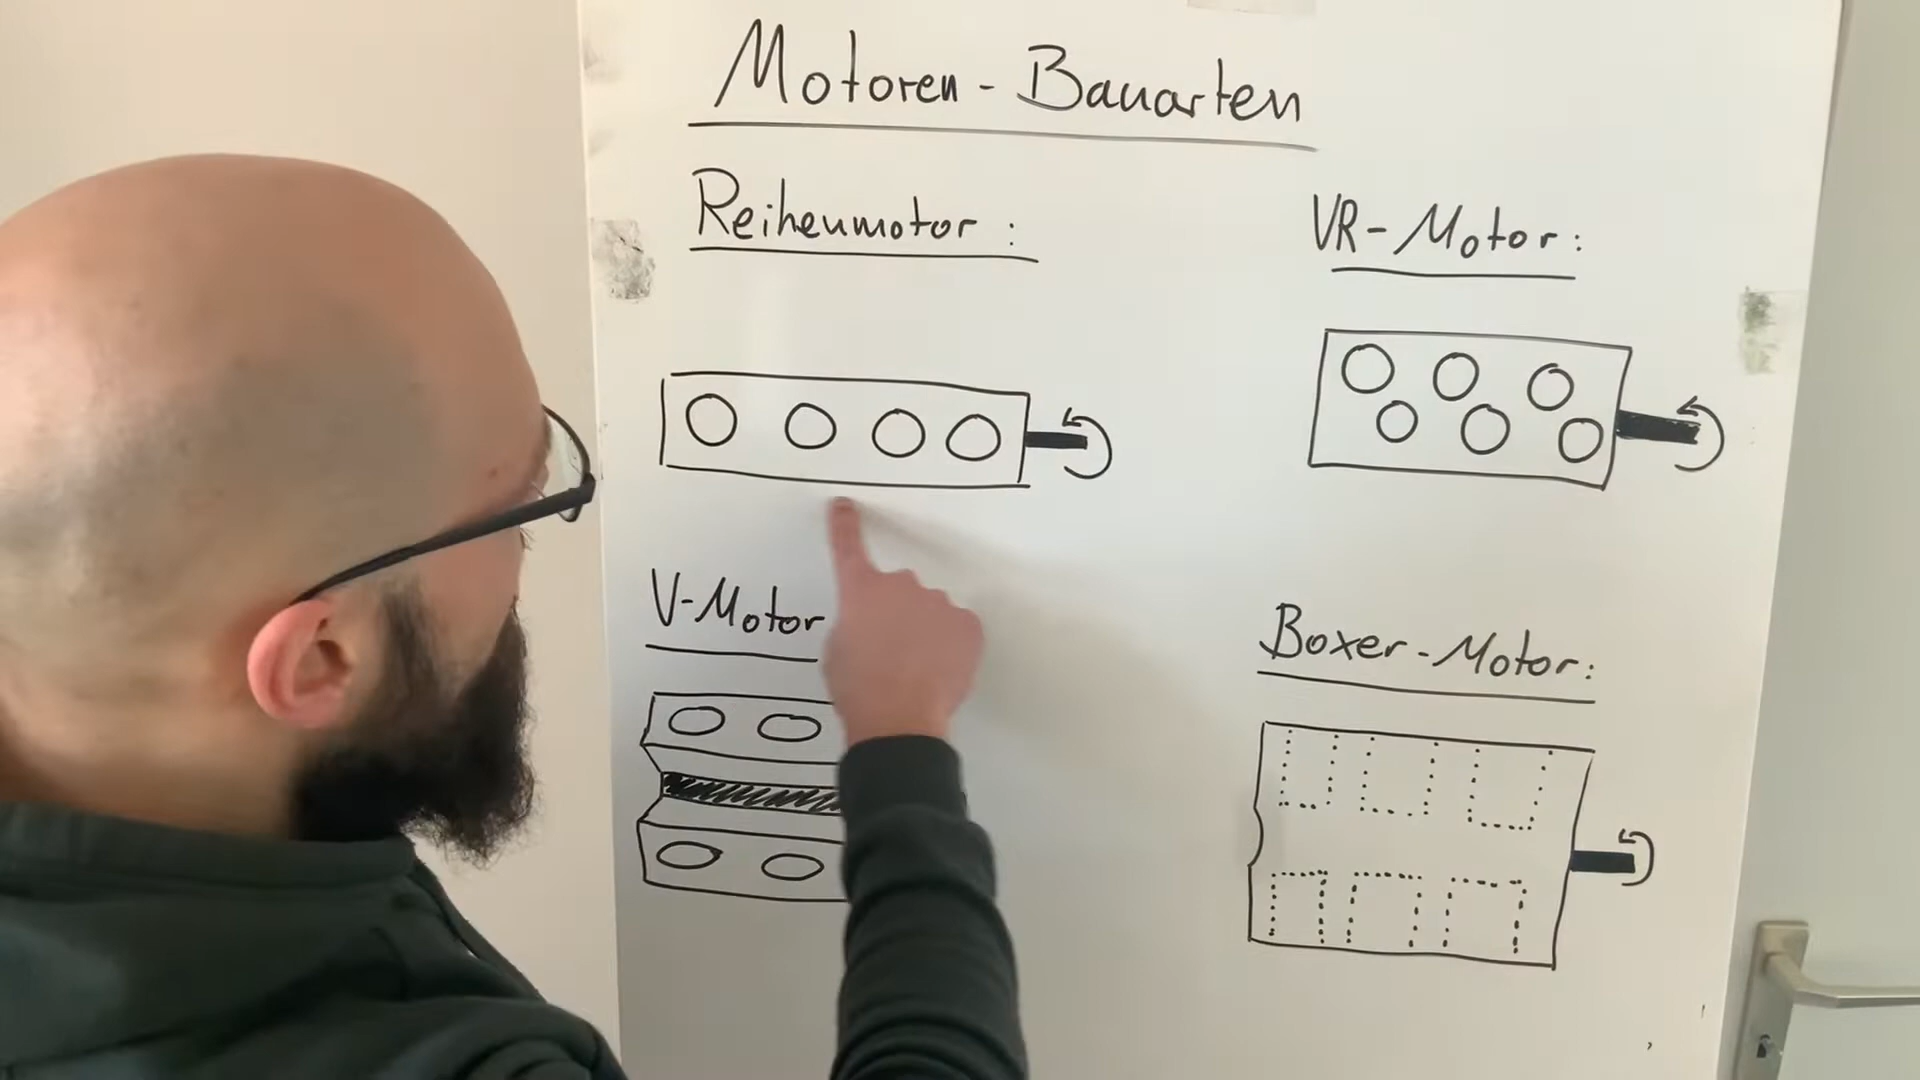 Motoren - Bauarten
Reihenmotor :
VR-Motor:
V-Motor
Boxer-Motor: